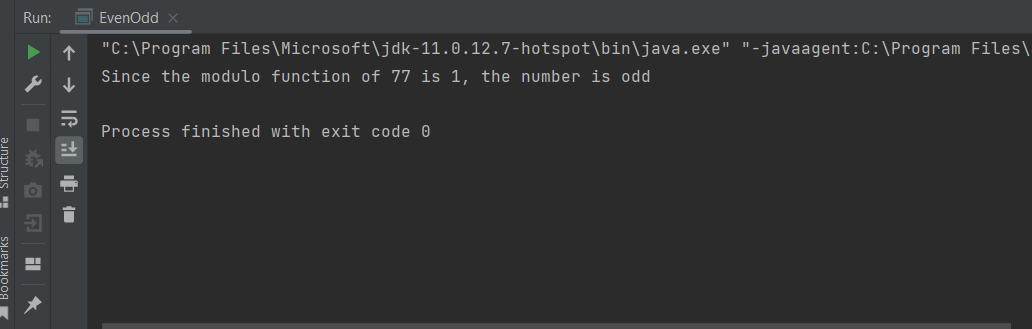 Run: EvenOdd
"C:\Program Files\Microsoft\jdk-11.0.12.7-hotspot\bin\java.exe" "-javaagent:C:\Program Files\
Since the modulo function of 77 is 1, the number is odd
Process finished with exit code 0
Structure
Bookmarks